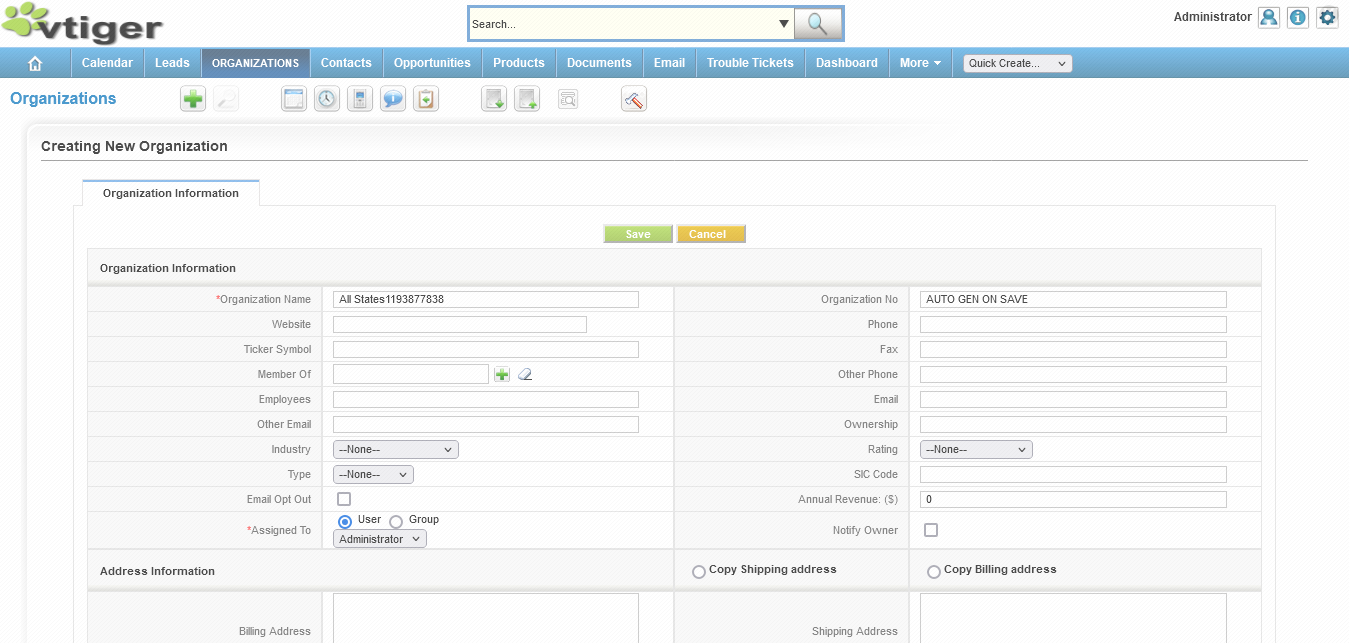 vtiger
Search...
Administrator
Calendar
Leads
ORGANIZATIONS
Contacts
Opportunities
Products
Documents
Email
Trouble Tickets
Dashboard
More
Quick Create...
Organizations
Creating New Organization
Organization Information
Save
Cancel
Organization Information
*Organization Name
All States1193877838
Organization No
AUTO GEN ON SAVE
Website
Phone
Ticker Symbol
Fax
Member Of
Other Phone
Employees
Email
Other Email
Ownership
Industry
--None--
Rating
--None--
Type
--None--
SIC Code
Email Opt Out
Annual Revenue: ($)
0
*Assigned To
User
Group
Administrator
Notify Owner
Address Information
Copy Shipping address
Copy Billing address
Billing Address
Shipping Address